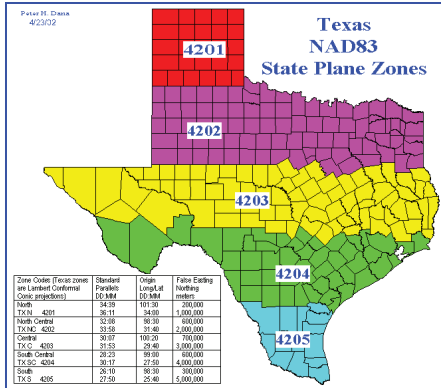 Peter H. Dana
4/23/02
Texas
NAD83
State Plane Zones
4201
4202
4203
4204
4205
Zone Codes (Texas zones Standard Origin False Easting
are Lambert Conformal Parallels Long/Lat Northing
Conic projections) DD:MM DD:MM meters
North 34:39 101:30 200,000
TX N 4201 36:11 34:00 1,000,000
North Central 32:08 98:30 600,000
TX NC 4202 33:58 31:40 2,000,000
Central 30:07 100:20 700,000
TX C 4203 31:53 29:40 3,000,000
South Central 28:23 99:00 600,000
TX SC 4204 30:17 27:50 4,000,000
South 26:10 98:30 300,000
TX S 4205 27:50 25:40 5,000,000